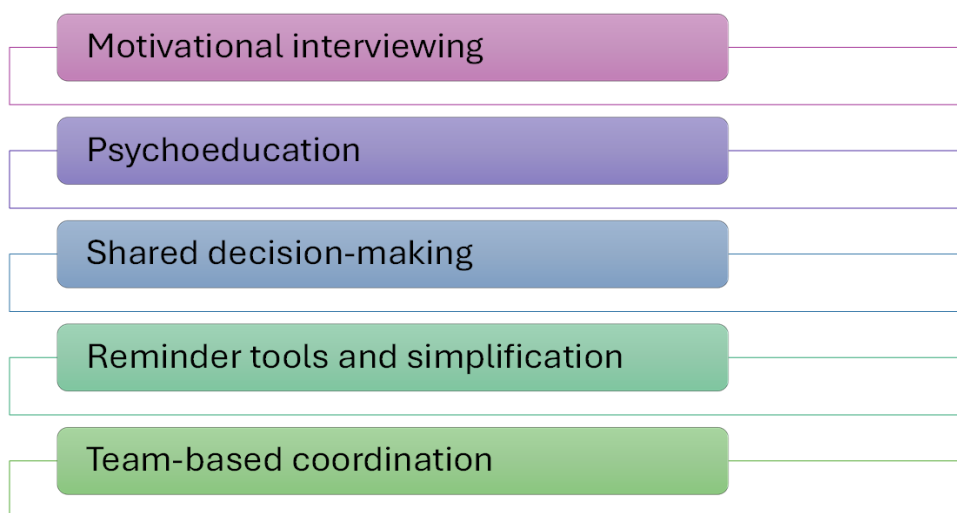 Motivational interviewing
Psychoeducation
Shared decision-making
Reminder tools and simplification
Team-based coordination